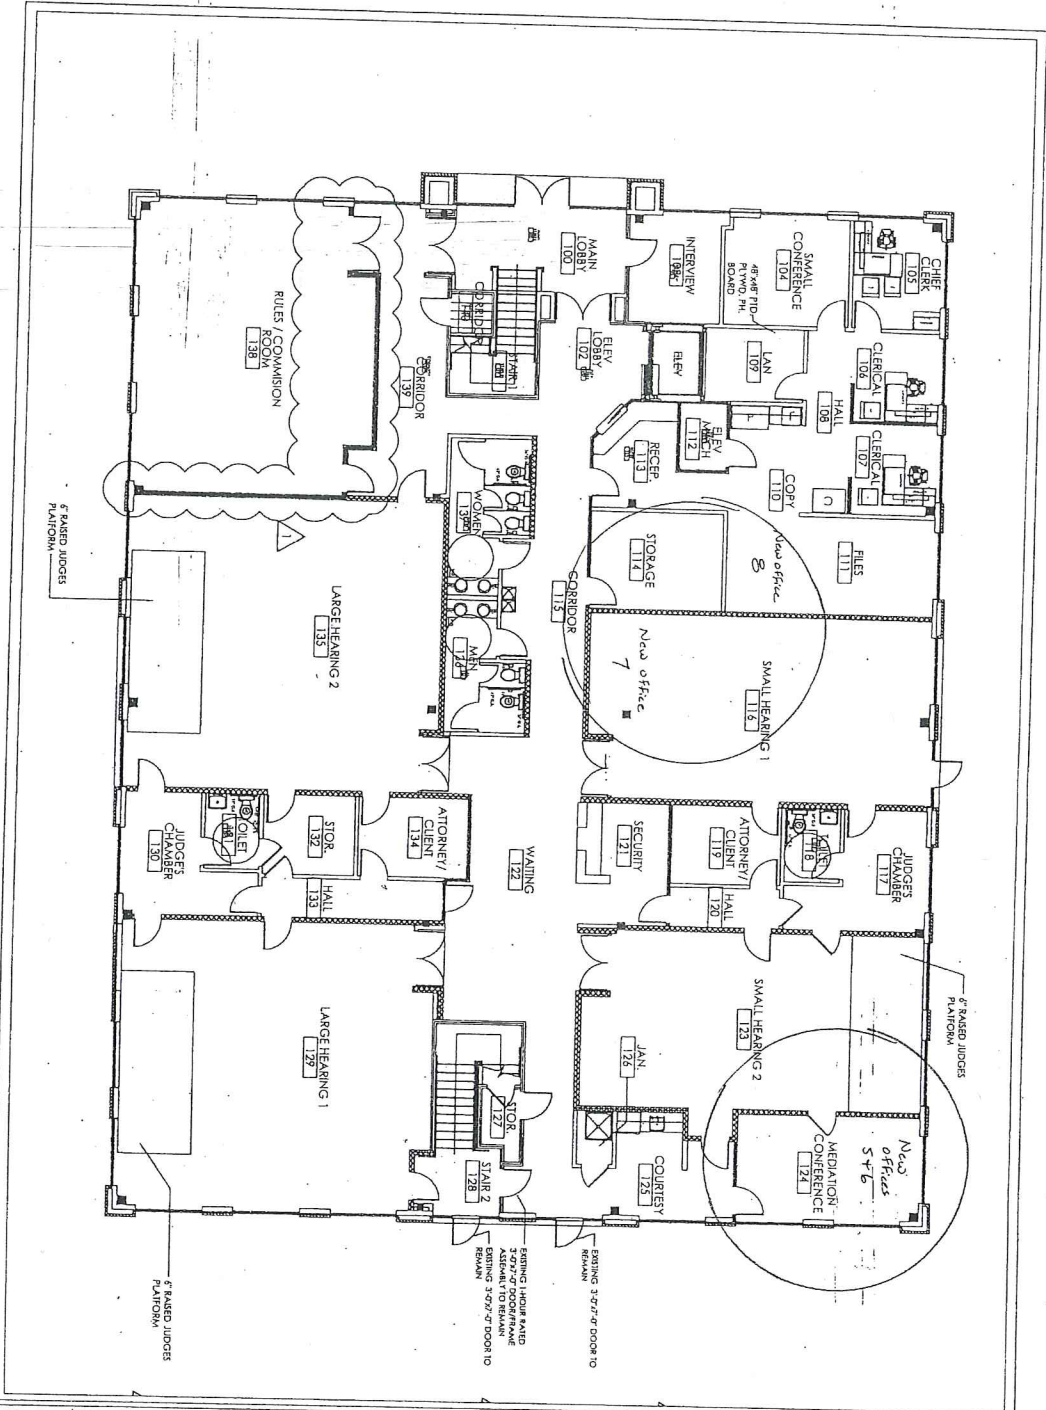 CHIEF
CLERK
105
SMALL
CONFERENCE
104
INTERVIEW
MAIN
LOBBY
100
48"x48" PTD.
PLYWD. PH.
BOARD
CLERICAL
106
HALL
108
LAN
109
ELEV
ELEV
LOBBY
102
STAIR 1
CORRIDOR
139
RULES / COMMISION
ROOM
138
CLERICAL
107
COPY
110
ELEV
MACH
112
RECEP.
113
FILES
111
New office
8
STORAGE
114
CORRIDOR
115
WOMEN
MEN
1
6" RAISED JUDGES
PLATFORM
LARGE HEARING 2
135
SMALL HEARING 1
116
New office
7
JUDGE'S
CHAMBER
117
TOILET
118
ATTORNEY/
CLIENT
119
HALL
120
SECURITY
121
WAITING
122
ATTORNEY/
CLIENT
134
STOR.
132
HALL
133
TOILET
JUDGE'S
CHAMBER
130
6" RAISED JUDGES
PLATFORM
SMALL HEARING 2
123
JAN.
126
LARGE HEARING 1
129
STOR.
127
STAIR 2
128
COURTESY
125
MEDIATION
CONFERENCE
124
New
offices
5+6
EXISTING 3'-0"x7'-0" DOOR TO
REMAIN
EXISTING 1-HOUR RATED
3'-0"x7'-0" DOOR/FRAME
ASSEMBLY TO REMAIN
EXISTING 3'-0"x7'-0" DOOR TO
REMAIN
6" RAISED JUDGES
PLATFORM